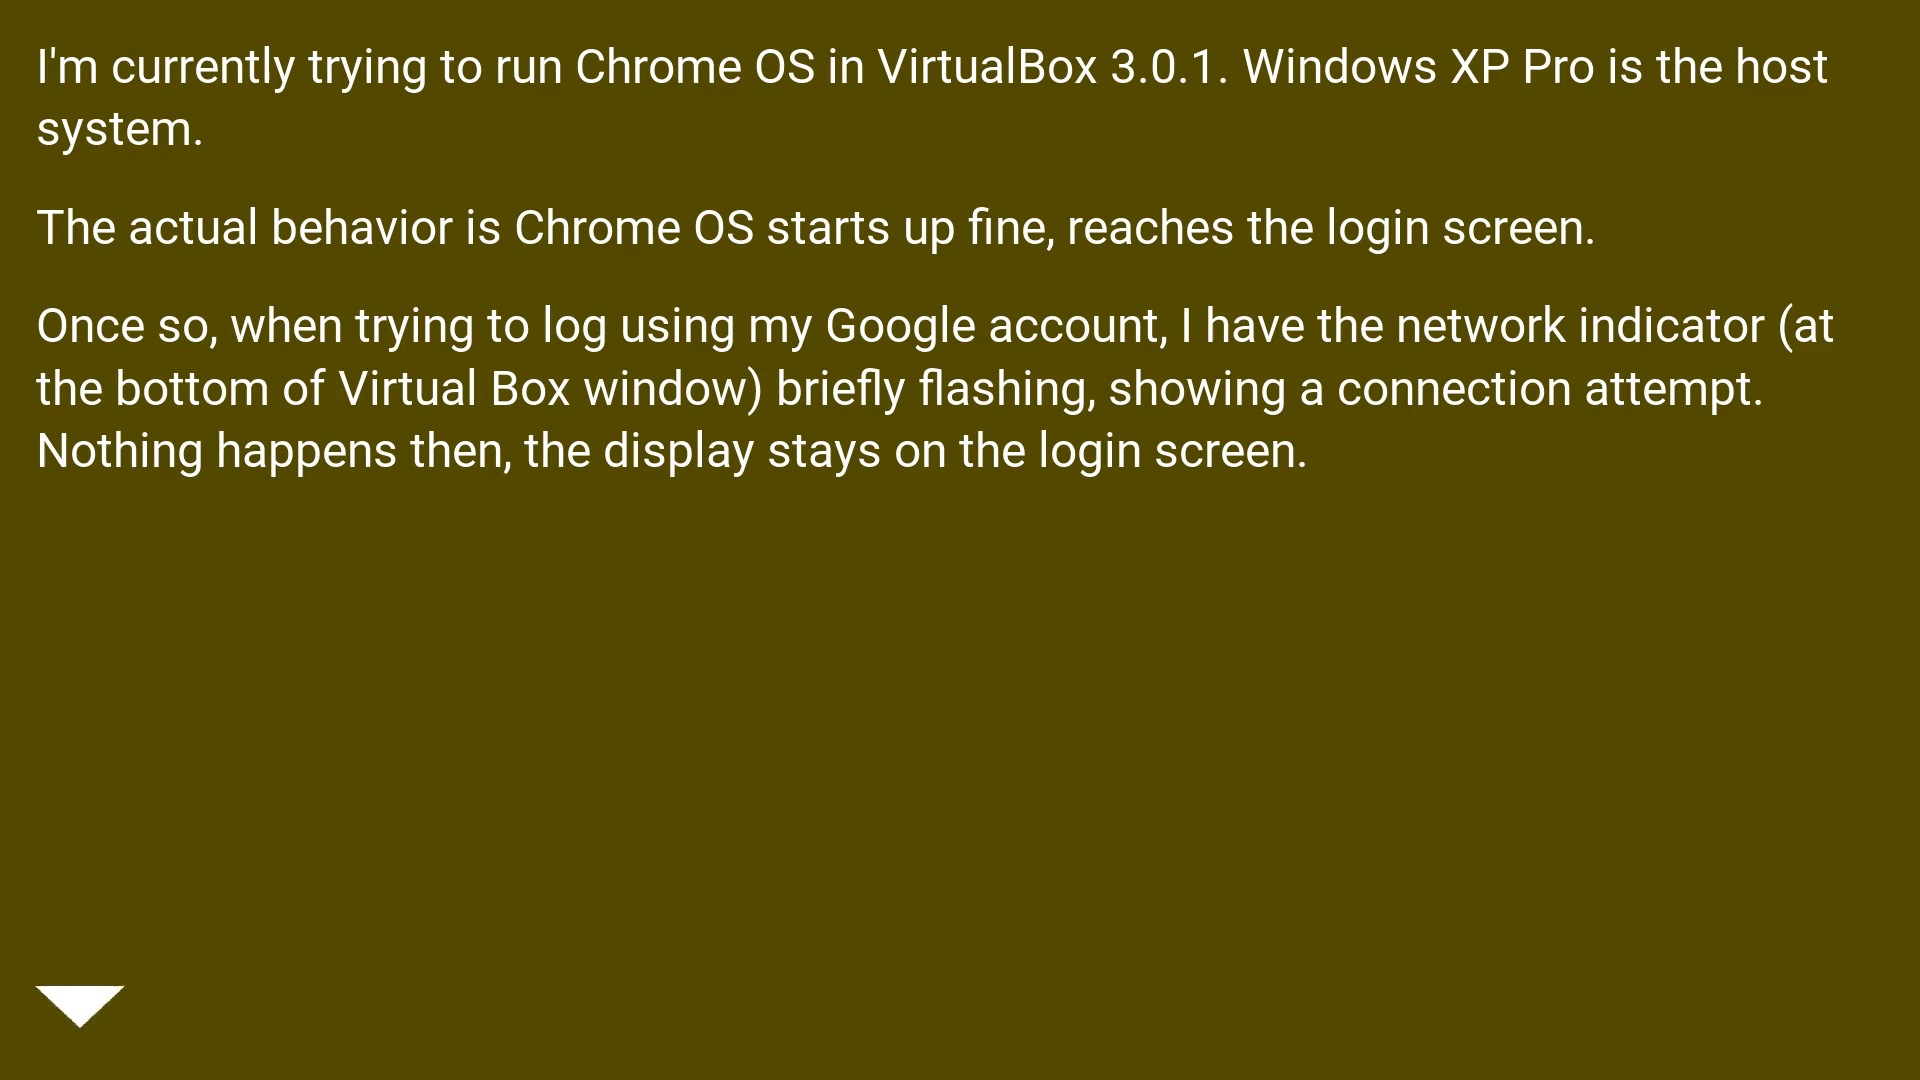 I'm currently trying to run Chrome OS in VirtualBox 3.0.1. Windows XP Pro is the host
system.
The actual behavior is Chrome OS starts up fine, reaches the login screen.
Once so, when trying to log using my Google account, I have the network indicator (at
the bottom of Virtual Box window) briefly flashing, showing a connection attempt.
Nothing happens then, the display stays on the login screen.